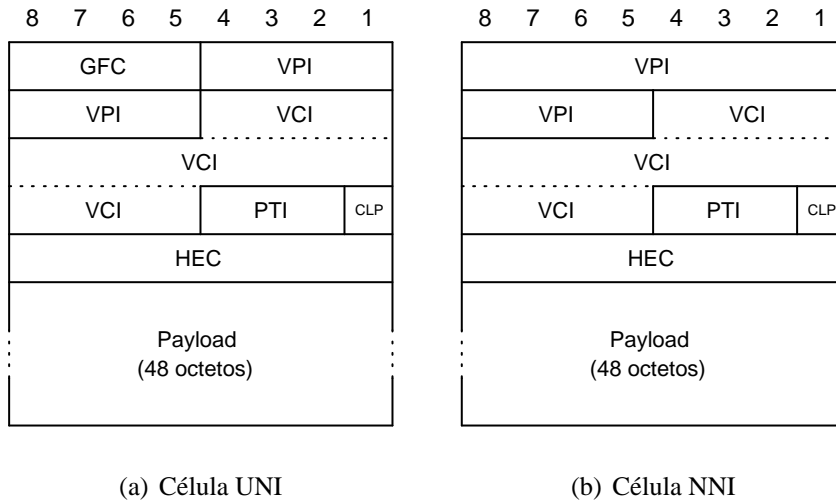 8 7 6 5 4 3 2 1
GFC VPI
VPI VCI
VCI
VCI PTI CLP
HEC
Payload
(48 octetos)
(a) Célula UNI
8 7 6 5 4 3 2 1
VPI
VPI VCI
VCI
VCI PTI CLP
HEC
Payload
(48 octetos)
(b) Célula NNI